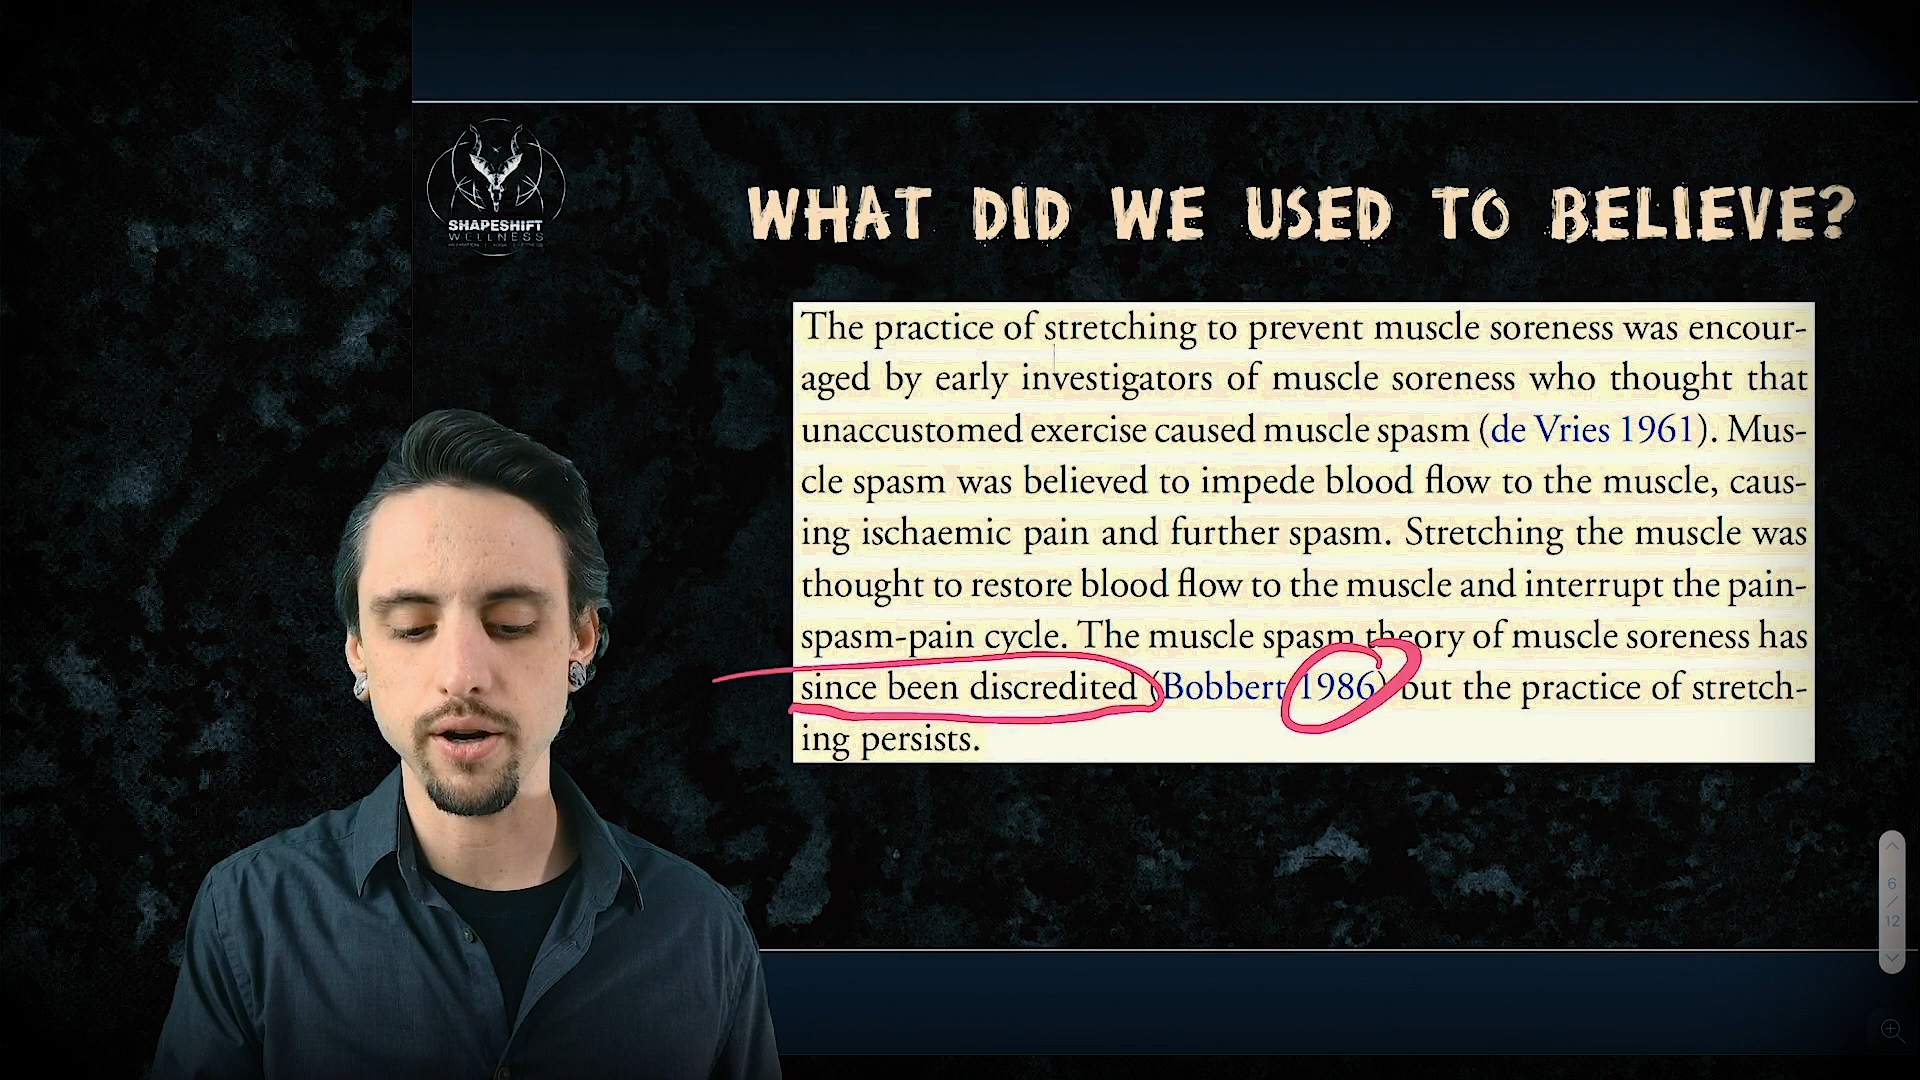 SHAPESHIFT
WELLNESS
WHAT DID WE USED TO BELIEVE?
The practice of stretching to prevent muscle soreness was encour-
aged by early investigators of muscle soreness who thought that
unaccustomed exercise caused muscle spasm (de Vries 1961). Mus-
cle spasm was believed to impede blood flow to the muscle, caus-
ing ischaemic pain and further spasm. Stretching the muscle was
thought to restore blood flow to the muscle and interrupt the pain-
spasm-pain cycle. The muscle spasm theory of muscle soreness has
since been discredited (Bobbert 1986) but the practice of stretch-
ing persists.
6
/
12